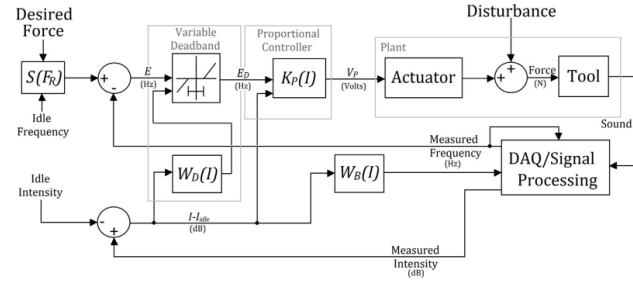 Desired
Force
S(F_R)
Idle
Frequency
Variable
Deadband
E
(Hz)
E_D
(Hz)
Proportional
Controller
K_P(I)
V_P
(Volts)
Plant
Actuator
Disturbance
Force
(N)
Tool
Sound
Measured
Frequency
(Hz)
DAQ/Signal
Processing
W_D(I)
W_B(I)
Idle
Intensity
I-I_idle
(dB)
Measured
Intensity
(dB)